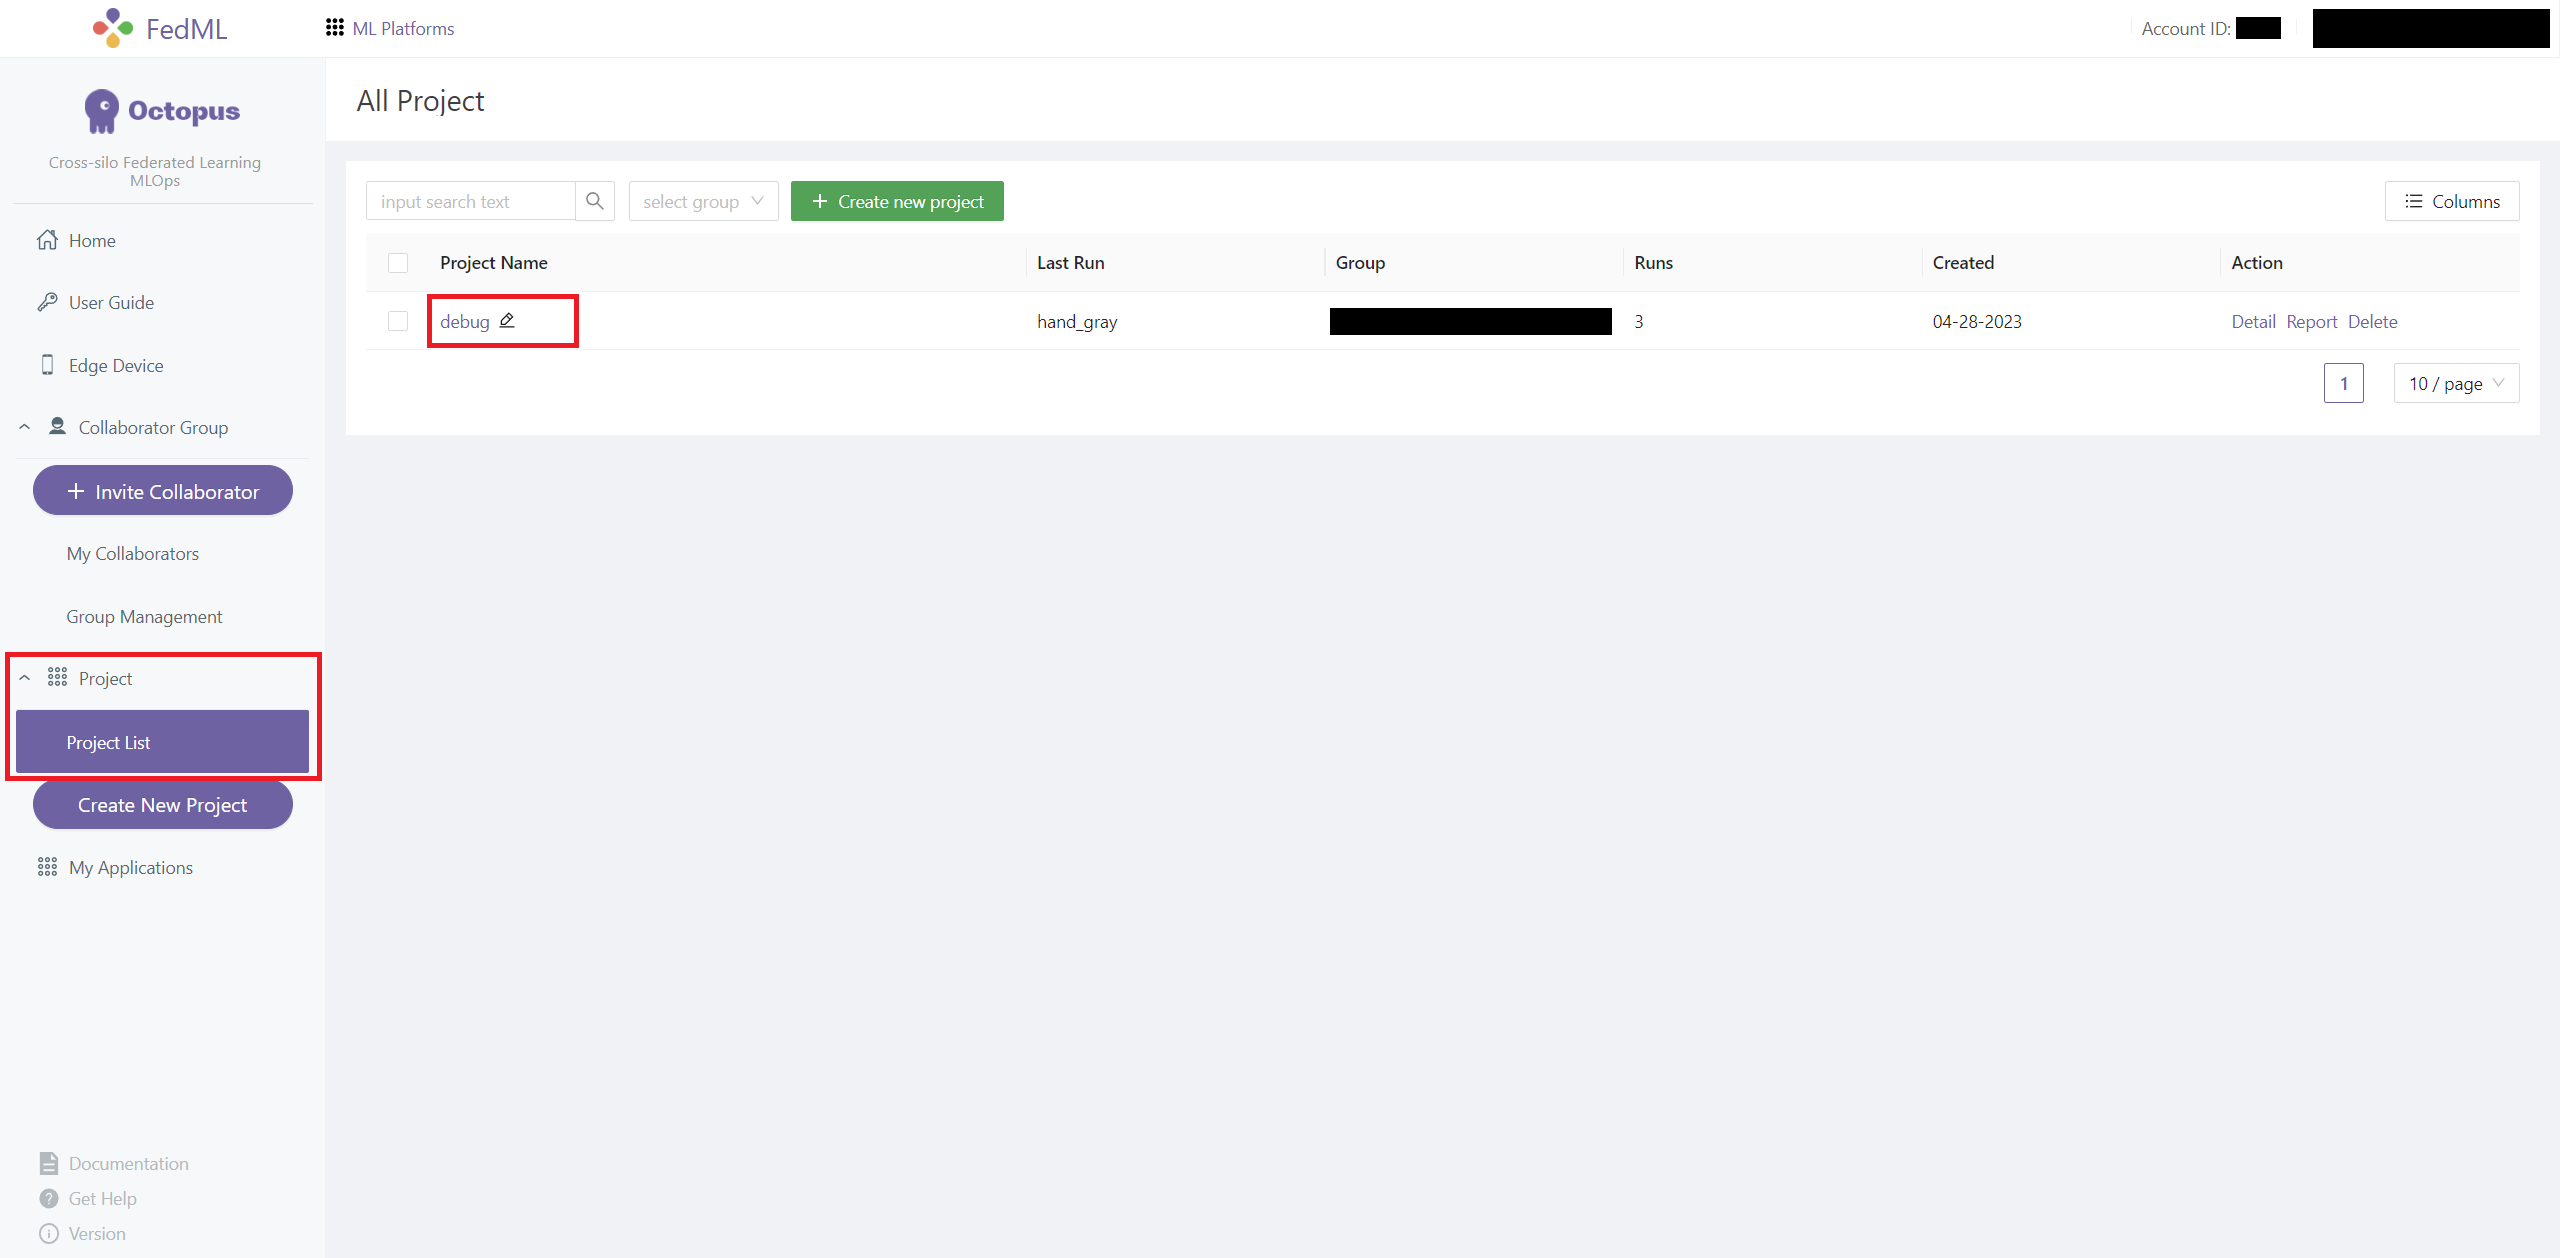 FedML
ML Platforms
Account ID:
Octopus
Cross-silo Federated Learning
MLOps
Home
User Guide
Edge Device
Collaborator Group
+ Invite Collaborator
My Collaborators
Group Management
Project
Project List
Create New Project
My Applications
Documentation
Get Help
Version
All Project
input search text
select group
+ Create new project
Columns
Project Name Last Run Group Runs Created Action
debug hand_gray 3 04-28-2023 Detail Report Delete
1 10 / page